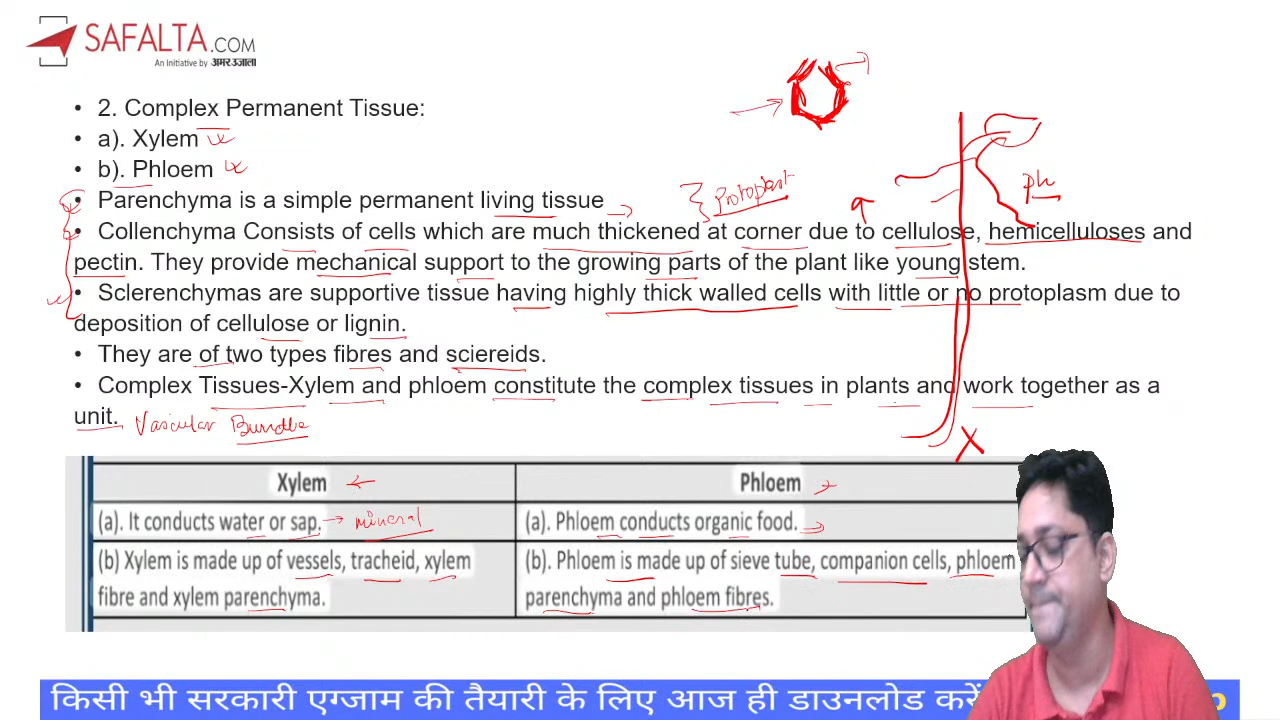 SAFALTA.COM
An Initiative by अमर उजाला
• 2. Complex Permanent Tissue:
• a). Xylem
• b). Phloem
• Parenchyma is a simple permanent living tissue
Protoplast
ph
• Collenchyma Consists of cells which are much thickened at corner due to cellulose, hemicelluloses and
pectin. They provide mechanical support to the growing parts of the plant like young stem.
• Sclerenchymas are supportive tissue having highly thick walled cells with little or no protoplasm due to
deposition of cellulose or lignin.
• They are of two types fibres and sciereids.
• Complex Tissues-Xylem and phloem constitute the complex tissues in plants and work together as a
unit. Vascular Bundle
X
Xylem
Phloem
(a). It conducts water or sap. → mineral
(a). Phloem conducts organic food.
(b) Xylem is made up of vessels, tracheid, xylem
fibre and xylem parenchyma.
(b). Phloem is made up of sieve tube, companion cells, phloem
parenchyma and phloem fibres.
किसी भी सरकारी एग्जाम की तैयारी के लिए आज ही डाउनलोड करें